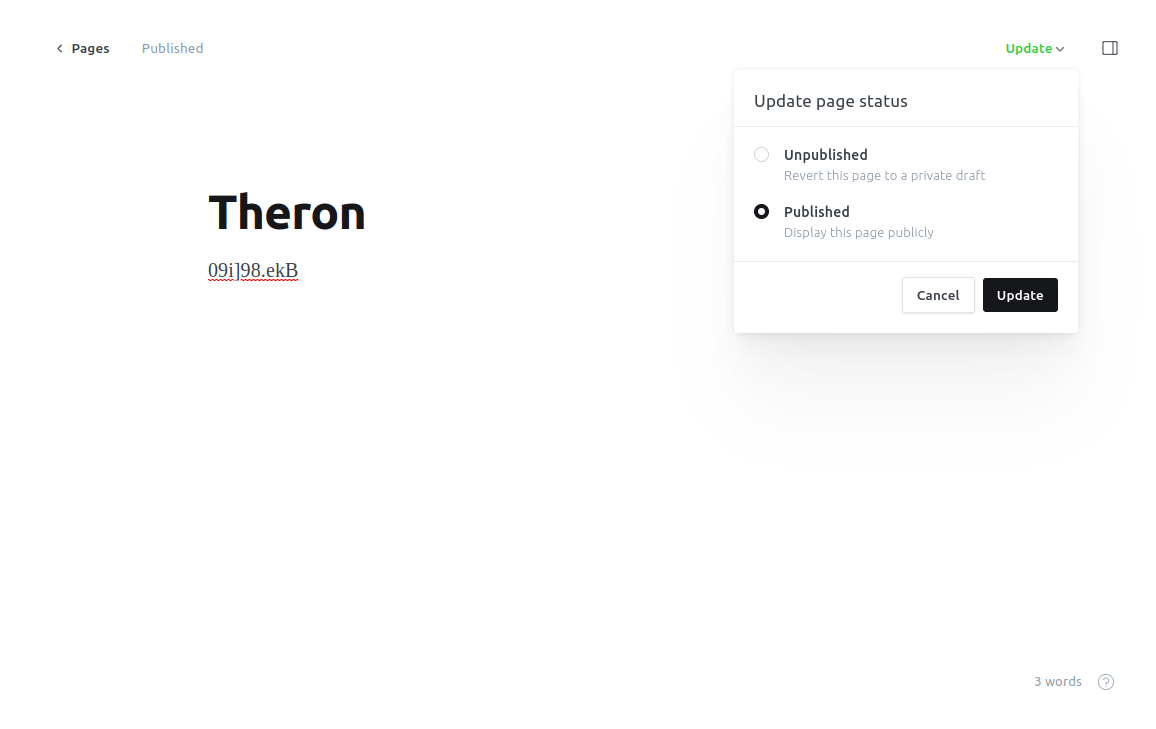 Pages Published Update
Update page status
Unpublished
Revert this page to a private draft
Published
Display this page publicly
Cancel Update
Theron
09i]98.ekB
3 words ?